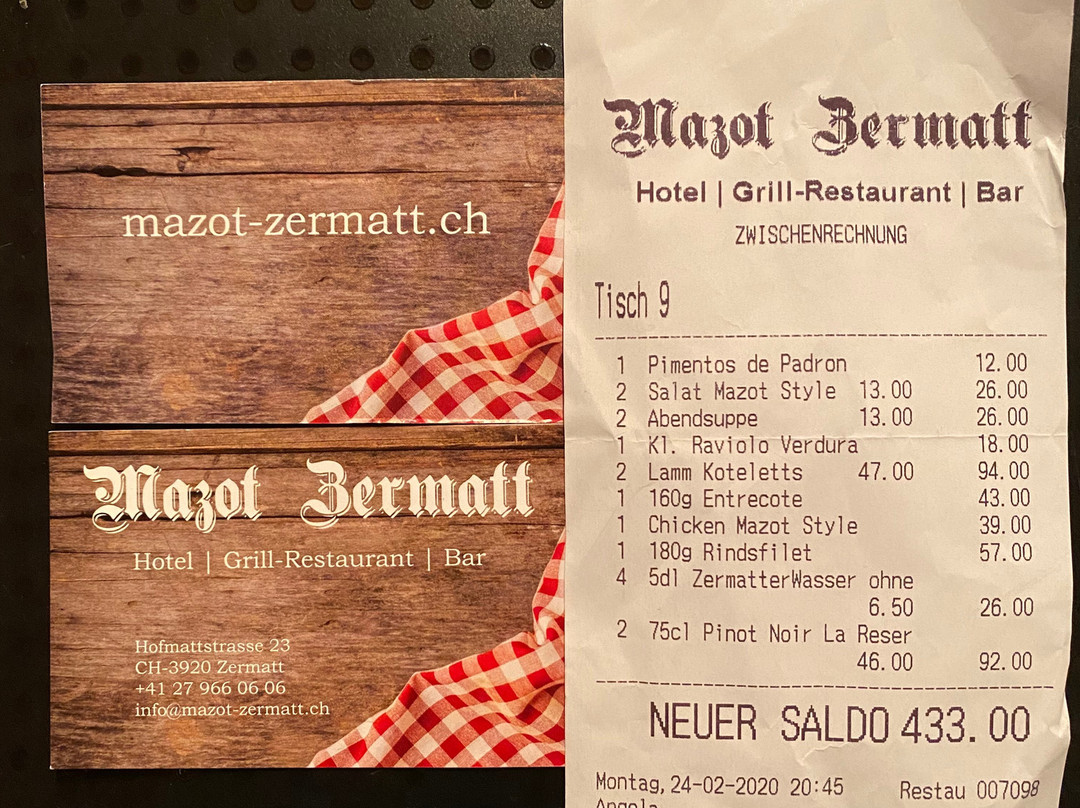 mazot-zermatt.ch
Mazot Zermatt
Hotel | Grill-Restaurant | Bar
Hofmattstrasse 23
CH-3920 Zermatt
+41 27 966 06 06
info@mazot-zermatt.ch
Mazot Zermatt
Hotel | Grill-Restaurant | Bar
ZWISCHENRECHNUNG
Tisch 9
1 Pimentos de Padron 12.00
2 Salat Mazot Style 13.00 26.00
2 Abendsuppe 13.00 26.00
1 Kl. Raviolo Verdura 18.00
2 Lamm Koteletts 47.00 94.00
1 160g Entrecote 43.00
1 Chicken Mazot Style 39.00
1 180g Rindsfilet 57.00
4 5dl ZermatterWasser ohne
6.50 26.00
2 75cl Pinot Noir La Reser
46.00 92.00
NEUER SALDO 433.00
Montag, 24-02-2020 20:45 Restau 007098